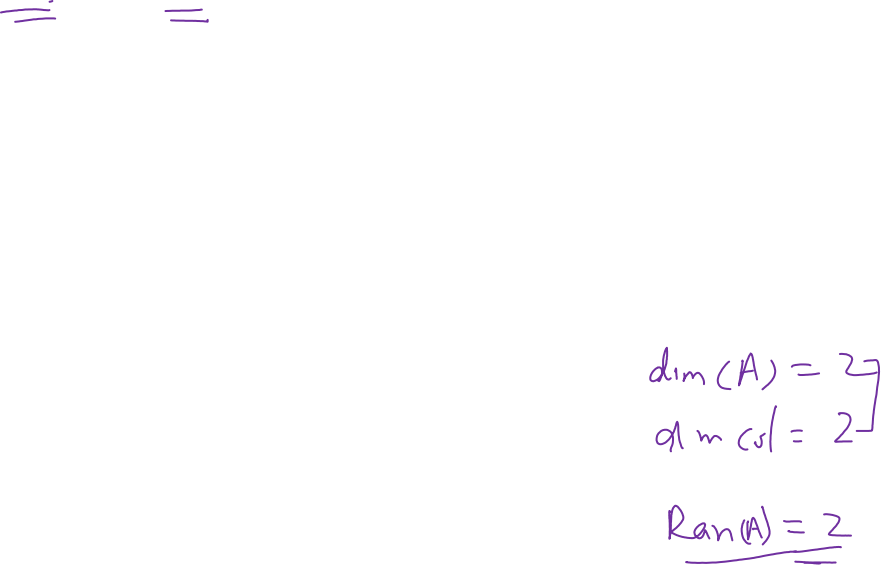 dim(A) = 2
dim col = 2
Ran(A) = 2